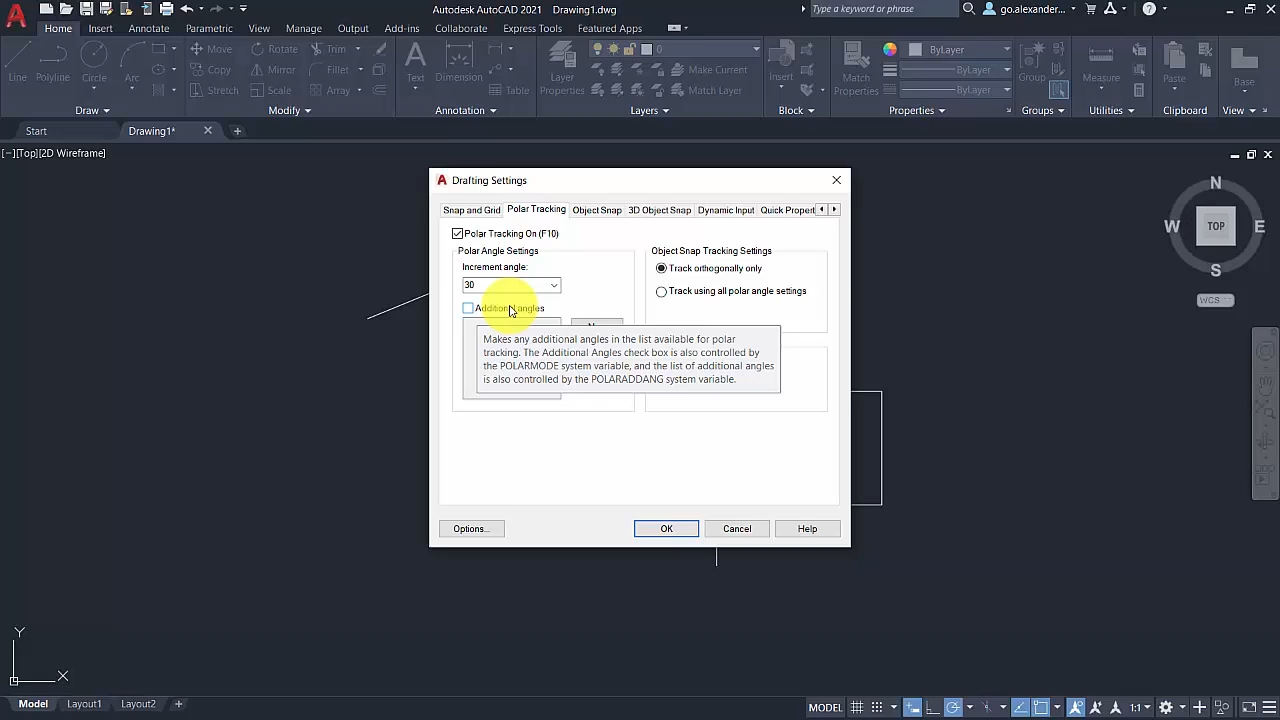 Autodesk AutoCAD 2021 Drawing1.dwg
Type a keyword or phrase
go.alexander...
Home Insert Annotate Parametric View Manage Output Add-ins Collaborate Express Tools Featured Apps
Line Polyline Circle Arc
Move Rotate Trim
Copy Mirror Fillet
Stretch Scale Array
Text Dimension Table
Layer Properties
0
Make Current
Match Layer
Insert
Match Properties
ByLayer
ByLayer
ByLayer
Group
Measure
Paste
Base
Draw Modify Annotation Layers Block Properties Groups Utilities Clipboard View
Start Drawing1*
[−][Top][2D Wireframe]
N
W TOP E
S
WCS
Drafting Settings
Snap and Grid Polar Tracking Object Snap 3D Object Snap Dynamic Input Quick Propert
Polar Tracking On (F10)
Polar Angle Settings
Increment angle:
30
Additional angles
Object Snap Tracking Settings
Track orthogonally only
Track using all polar angle settings
Makes any additional angles in the list available for polar
tracking. The Additional Angles check box is also controlled by
the POLARMODE system variable, and the list of additional angles
is also controlled by the POLARADDANG system variable.
Options... OK Cancel Help
Y
X
Model Layout1 Layout2
MODEL 1:1